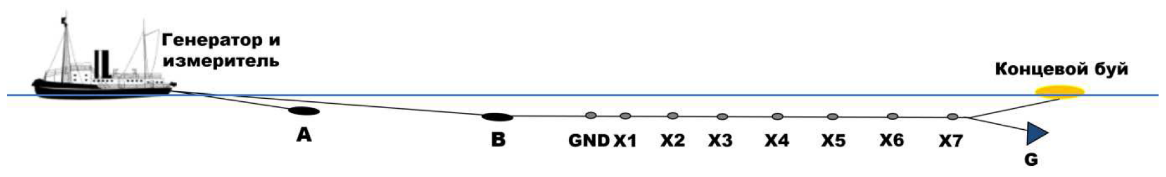 Генератор и
измеритель
Концевой буй
A
B
GND X1 X2 X3 X4 X5 X6 X7
G